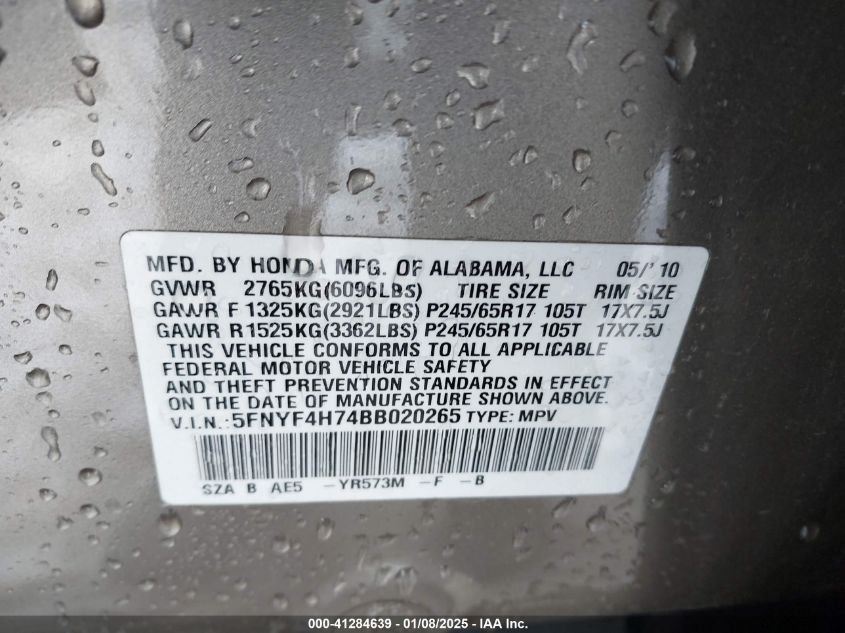 MFD. BY HONDA MFG. OF ALABAMA, LLC 05/'10
GVWR 2765KG(6096LBS) TIRE SIZE RIM SIZE
GAWR F 1325KG(2921LBS) P245/65R17 105T 17X7.5J
GAWR R 1525KG(3362LBS) P245/65R17 105T 17X7.5J
THIS VEHICLE CONFORMS TO ALL APPLICABLE
FEDERAL MOTOR VEHICLE SAFETY
AND THEFT PREVENTION STANDARDS IN EFFECT
ON THE DATE OF MANUFACTURE SHOWN ABOVE.
V.I.N.:5FNYF4H74BB020265 TYPE: MPV
SZA B AE5 -YR573M -F -B
000-41284639 - 01/08/2025 - IAA Inc.